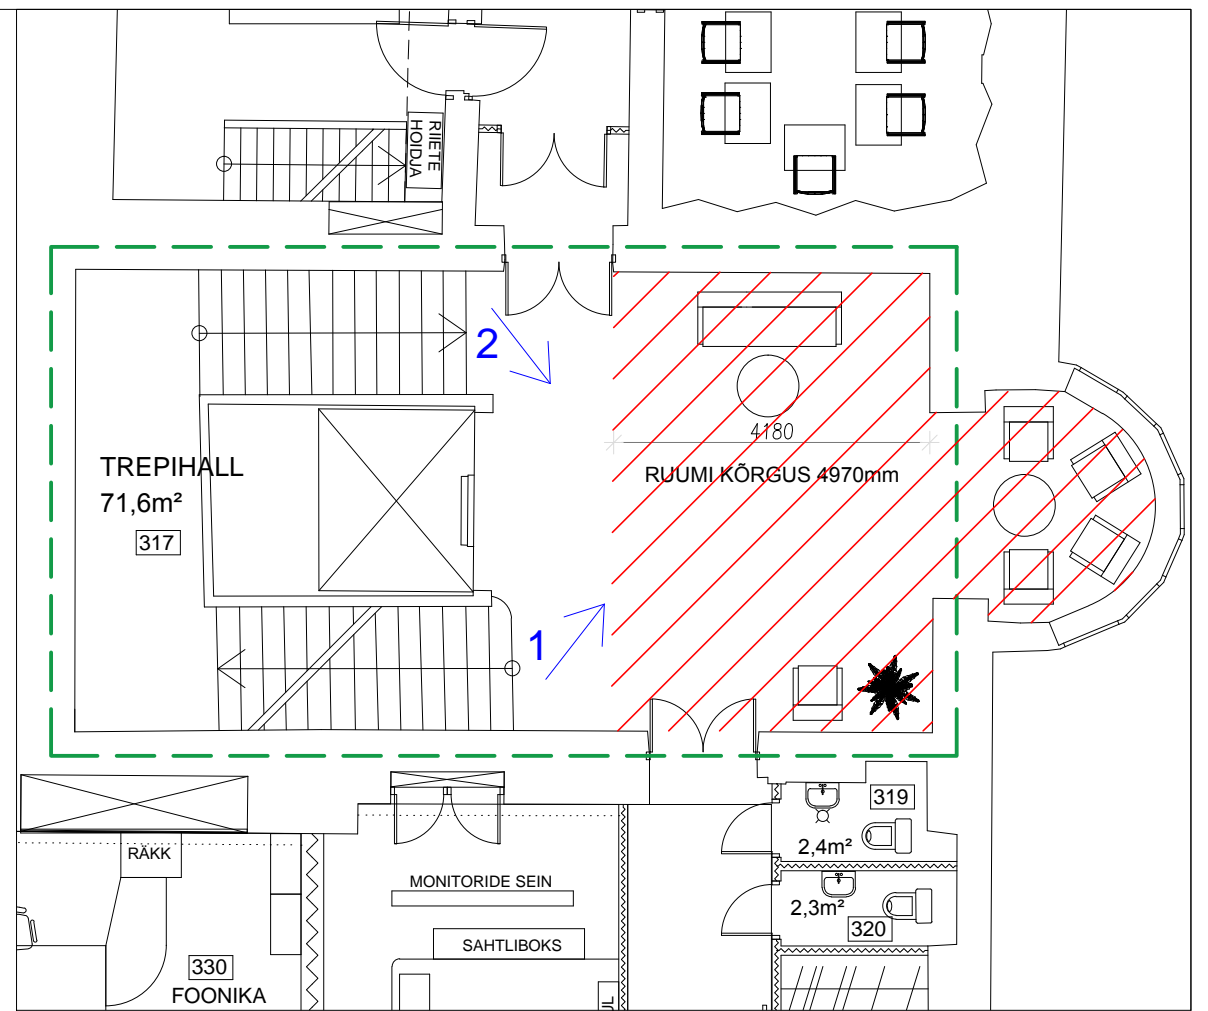 RIIETE
HOIDJA
2
4180
TREPIHALL
RUUMI KÕRGUS 4970mm
71,6m²
317
1
319
2,4m²
RÄKK
MONITORIDE SEIN
2,3m²
320
SAHTLIBOKS
330
FOONIKA